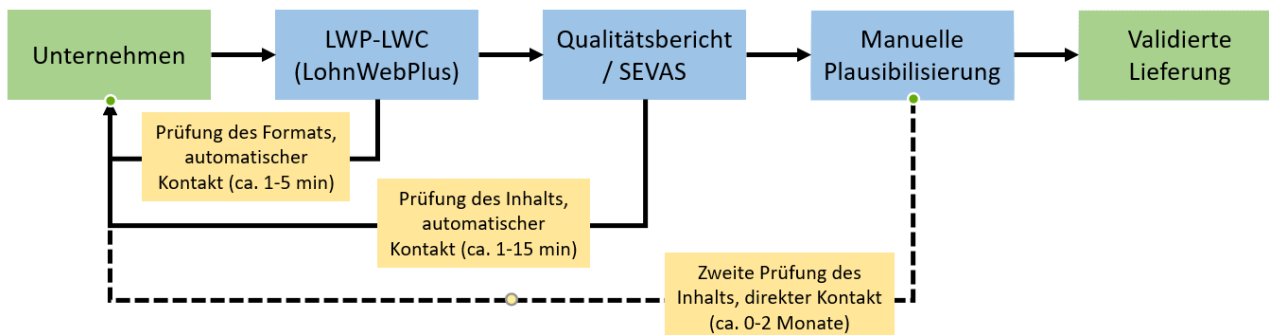 Unternehmen
LWP-LWC
(LohnWebPlus)
Qualitätsbericht
/ SEVAS
Manuelle
Plausibilisierung
Validierte
Lieferung
Prüfung des Formats,
automatischer
Kontakt (ca. 1-5 min)
Prüfung des Inhalts,
automatischer
Kontakt (ca. 1-15 min)
Zweite Prüfung des
Inhalts, direkter Kontakt
(ca. 0-2 Monate)